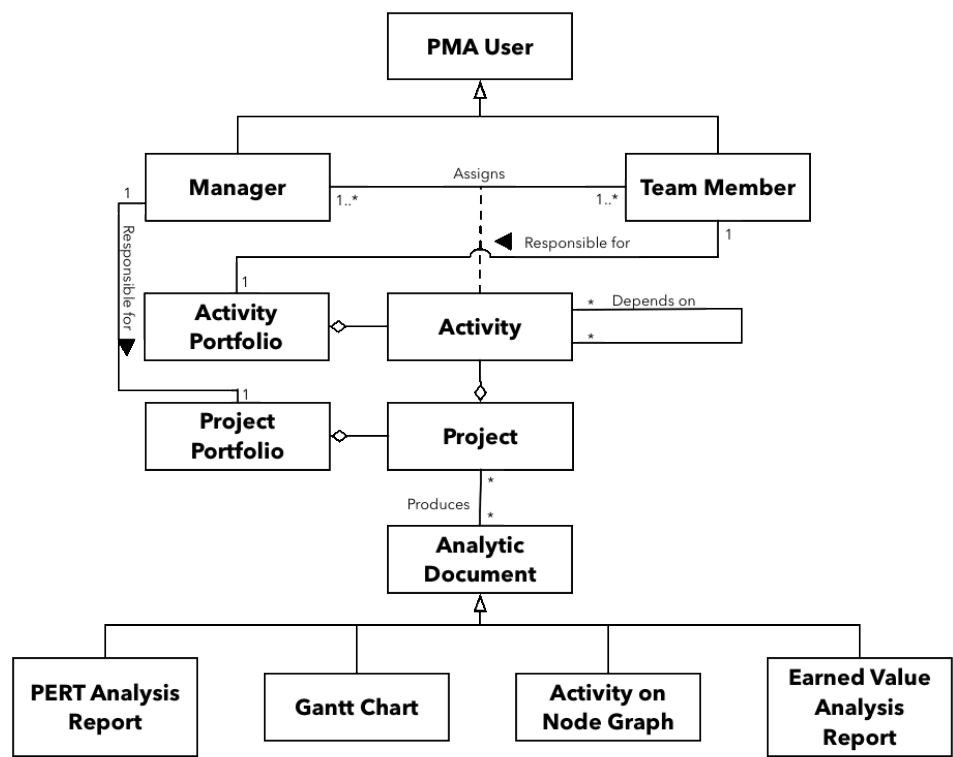 PMA User
Manager
Assigns
Team Member
1
1..*
1..*
Responsible for
Responsible for
1
1
Activity
Portfolio
Activity
*
Depends on
*
1
Project
Portfolio
Project
*
Produces
*
Analytic
Document
PERT Analysis
Report
Gantt Chart
Activity on
Node Graph
Earned Value
Analysis
Report